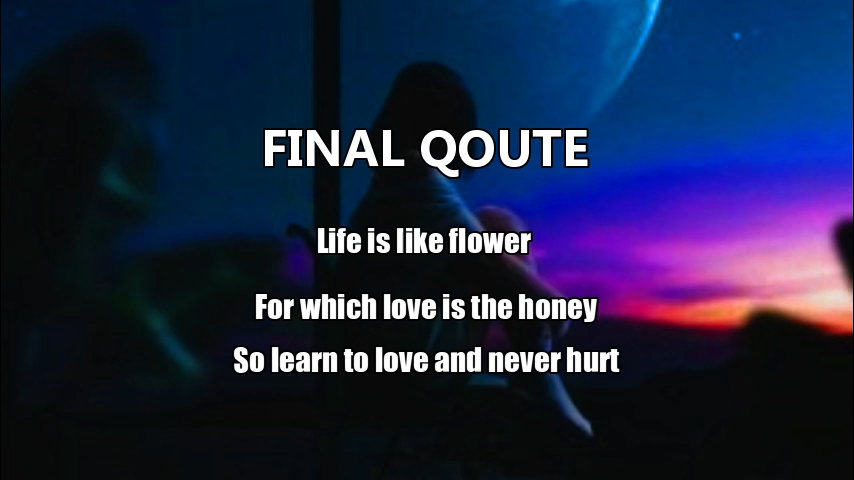 FINAL QOUTE
Life is like flower
For which love is the honey
So learn to love and never hurt